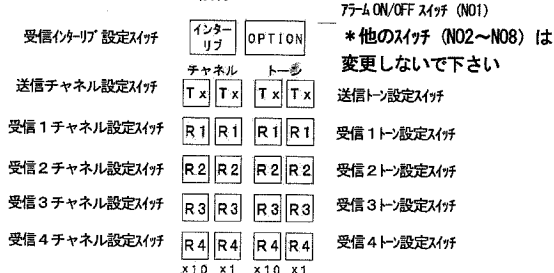 アラームON/OFF スイッチ (NO1)
受信インターリブ 設定スイッチ インターリブ OPTION
*他のスイッチ (NO2～NO8) は変更しないで下さい
チャネル
送信チャネル設定スイッチ Tx Tx Tx Tx 送信トーン設定スイッチ
受信1チャネル設定スイッチ R1 R1 R1 R1 受信1トーン設定スイッチ
受信2チャネル設定スイッチ R2 R2 R2 R2 受信2トーン設定スイッチ
受信3チャネル設定スイッチ R3 R3 R3 R3 受信3トーン設定スイッチ
受信4チャネル設定スイッチ R4 R4 R4 R4 受信4トーン設定スイッチ
x10 x1 x10 x1